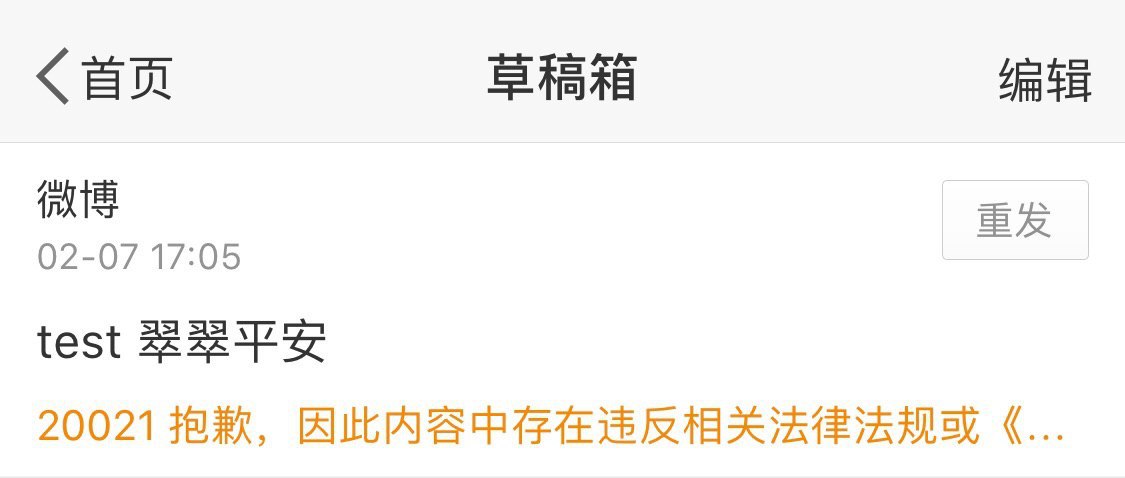 首页 草稿箱 编辑
微博
重发
02-07 17:05
test 翠翠平安
20021 抱歉，因此内容中存在违反相关法律法规或《...